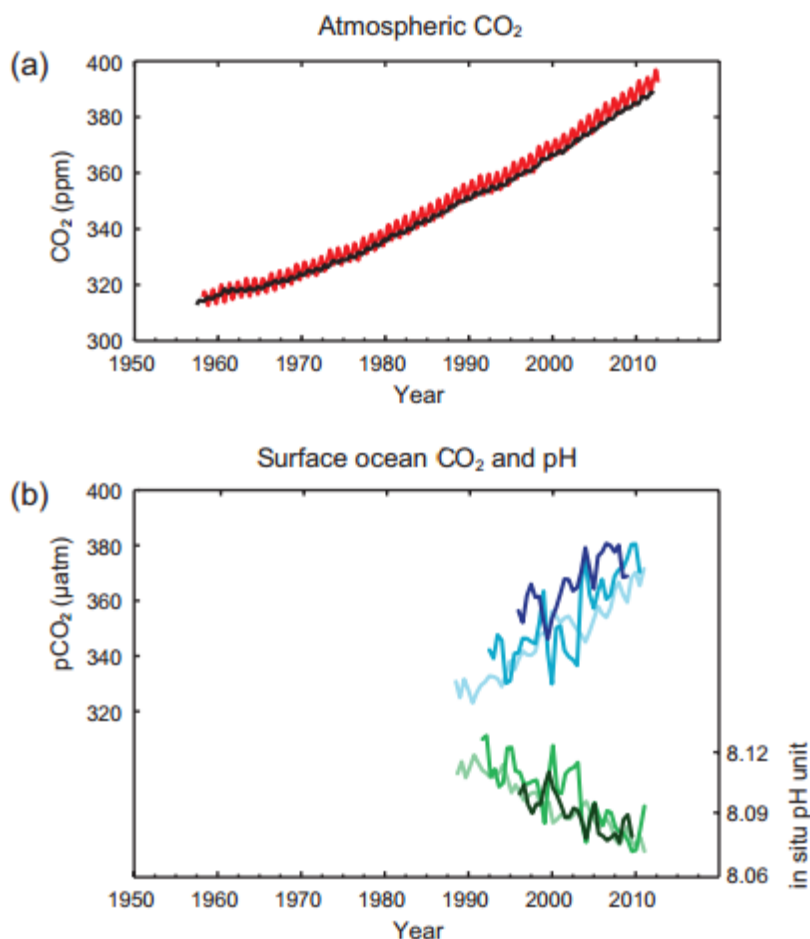 Atmospheric CO₂
(a)
400
380
360
340
320
300
CO₂ (ppm)
1950 1960 1970 1980 1990 2000 2010
Year
Surface ocean CO₂ and pH
(b)
400
380
360
340
320
pCO₂ (µatm)
8.12
8.09
8.06
in situ pH unit
1950 1960 1970 1980 1990 2000 2010
Year